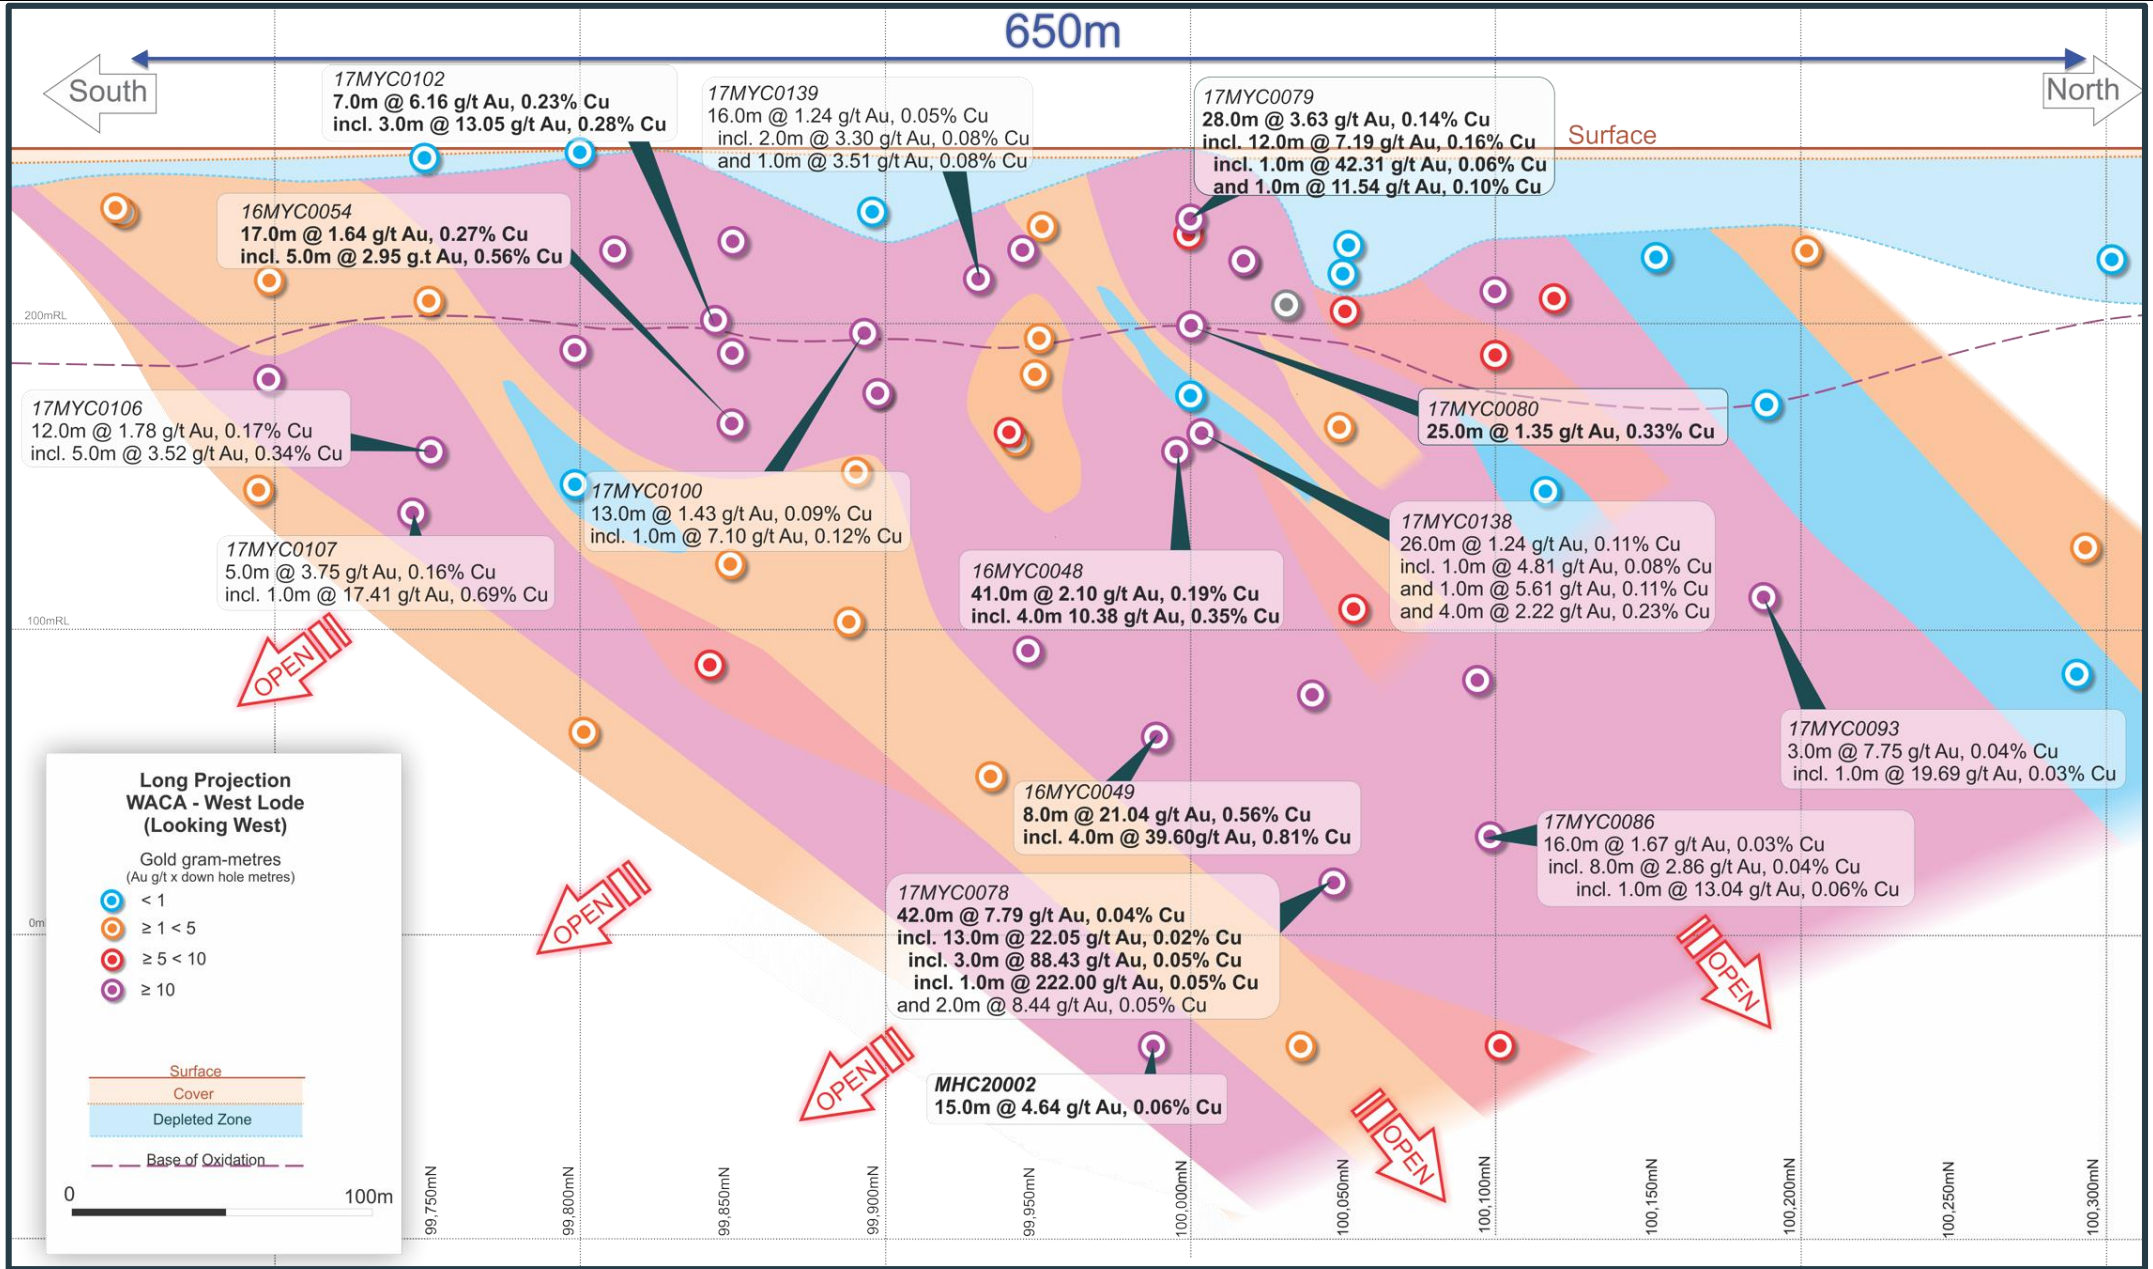 650m
South
North
Surface
17MYC0102
7.0m @ 6.16 g/t Au, 0.23% Cu
incl. 3.0m @ 13.05 g/t Au, 0.28% Cu
17MYC0139
16.0m @ 1.24 g/t Au, 0.05% Cu
incl. 2.0m @ 3.30 g/t Au, 0.08% Cu
and 1.0m @ 3.51 g/t Au, 0.08% Cu
17MYC0079
28.0m @ 3.63 g/t Au, 0.14% Cu
incl. 12.0m @ 7.19 g/t Au, 0.16% Cu
incl. 1.0m @ 42.31 g/t Au, 0.06% Cu
and 1.0m @ 11.54 g/t Au, 0.10% Cu
16MYC0054
17.0m @ 1.64 g/t Au, 0.27% Cu
incl. 5.0m @ 2.95 g.t Au, 0.56% Cu
200mRL
17MYC0106
12.0m @ 1.78 g/t Au, 0.17% Cu
incl. 5.0m @ 3.52 g/t Au, 0.34% Cu
17MYC0080
25.0m @ 1.35 g/t Au, 0.33% Cu
17MYC0100
13.0m @ 1.43 g/t Au, 0.09% Cu
incl. 1.0m @ 7.10 g/t Au, 0.12% Cu
17MYC0138
26.0m @ 1.24 g/t Au, 0.11% Cu
incl. 1.0m @ 4.81 g/t Au, 0.08% Cu
and 1.0m @ 5.61 g/t Au, 0.11% Cu
and 4.0m @ 2.22 g/t Au, 0.23% Cu
17MYC0107
5.0m @ 3.75 g/t Au, 0.16% Cu
incl. 1.0m @ 17.41 g/t Au, 0.69% Cu
16MYC0048
41.0m @ 2.10 g/t Au, 0.19% Cu
incl. 4.0m 10.38 g/t Au, 0.35% Cu
100mRL
OPEN
17MYC0093
3.0m @ 7.75 g/t Au, 0.04% Cu
incl. 1.0m @ 19.69 g/t Au, 0.03% Cu
16MYC0049
8.0m @ 21.04 g/t Au, 0.56% Cu
incl. 4.0m @ 39.60g/t Au, 0.81% Cu
17MYC0086
16.0m @ 1.67 g/t Au, 0.03% Cu
incl. 8.0m @ 2.86 g/t Au, 0.04% Cu
incl. 1.0m @ 13.04 g/t Au, 0.06% Cu
17MYC0078
42.0m @ 7.79 g/t Au, 0.04% Cu
incl. 13.0m @ 22.05 g/t Au, 0.02% Cu
incl. 3.0m @ 88.43 g/t Au, 0.05% Cu
incl. 1.0m @ 222.00 g/t Au, 0.05% Cu
and 2.0m @ 8.44 g/t Au, 0.05% Cu
OPEN
OPEN
OPEN
OPEN
MHC20002
15.0m @ 4.64 g/t Au, 0.06% Cu
0m
Long Projection
WACA - West Lode
(Looking West)
Gold gram-metres
(Au g/t x down hole metres)
< 1
≥ 1 < 5
≥ 5 < 10
≥ 10
Surface
Cover
Depleted Zone
Base of Oxidation
0 100m
99,750mN
99,800mN
99,850mN
99,900mN
99,950mN
100,000mN
100,050mN
100,100mN
100,150mN
100,200mN
100,250mN
100,300mN